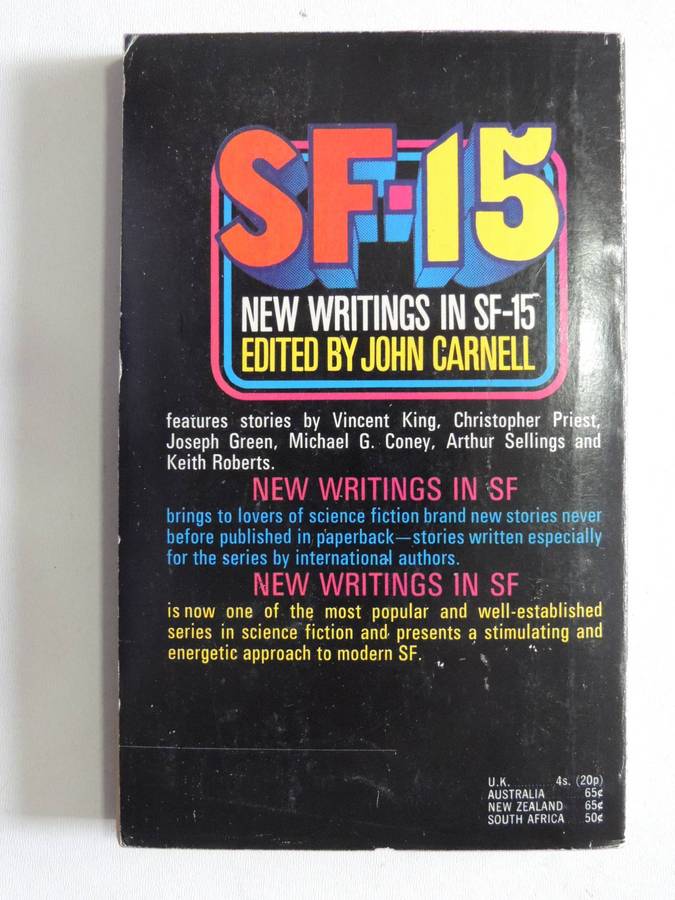 SF·15
NEW WRITINGS IN SF-15
EDITED BY JOHN CARNELL
features stories by Vincent King, Christopher Priest,
Joseph Green, Michael G. Coney, Arthur Sellings and
Keith Roberts.
NEW WRITINGS IN SF
brings to lovers of science fiction brand new stories never
before published in paperback—stories written especially
for the series by international authors.
NEW WRITINGS IN SF
is now one of the most popular and well-established
series in science fiction and presents a stimulating and
energetic approach to modern SF.
U.K. ........ 4s. (20p)
AUSTRALIA 65¢
NEW ZEALAND 65¢
SOUTH AFRICA 50¢